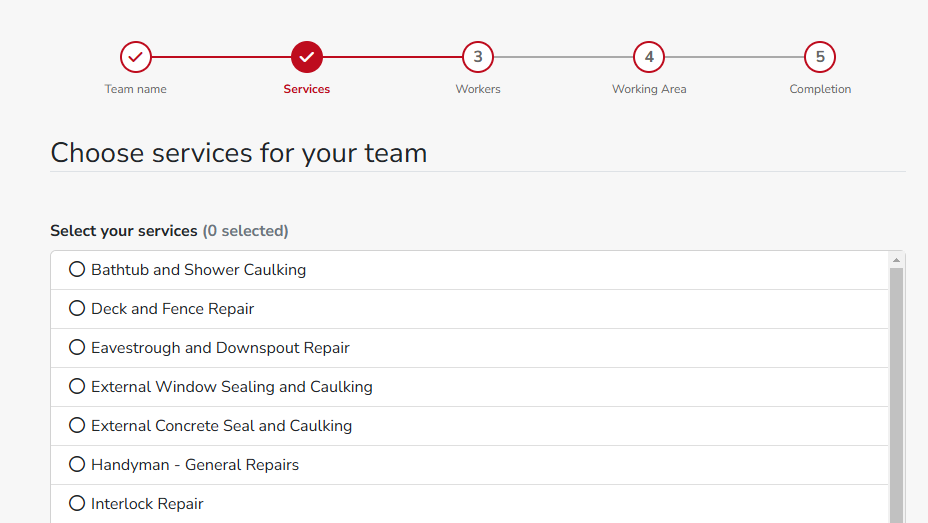 3 4 5
Team name Services Workers Working Area Completion
Choose services for your team
Select your services (0 selected)
Bathtub and Shower Caulking
Deck and Fence Repair
Eavestrough and Downspout Repair
External Window Sealing and Caulking
External Concrete Seal and Caulking
Handyman - General Repairs
Interlock Repair